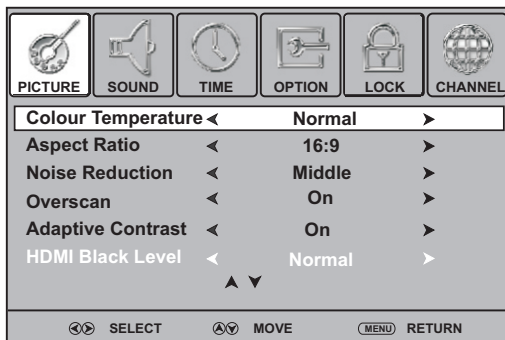 PICTURE SOUND TIME OPTION LOCK CHANNEL
Colour Temperature Normal
Aspect Ratio 16:9
Noise Reduction Middle
Overscan On
Adaptive Contrast On
HDMI Black Level Normal
SELECT MOVE MENU RETURN